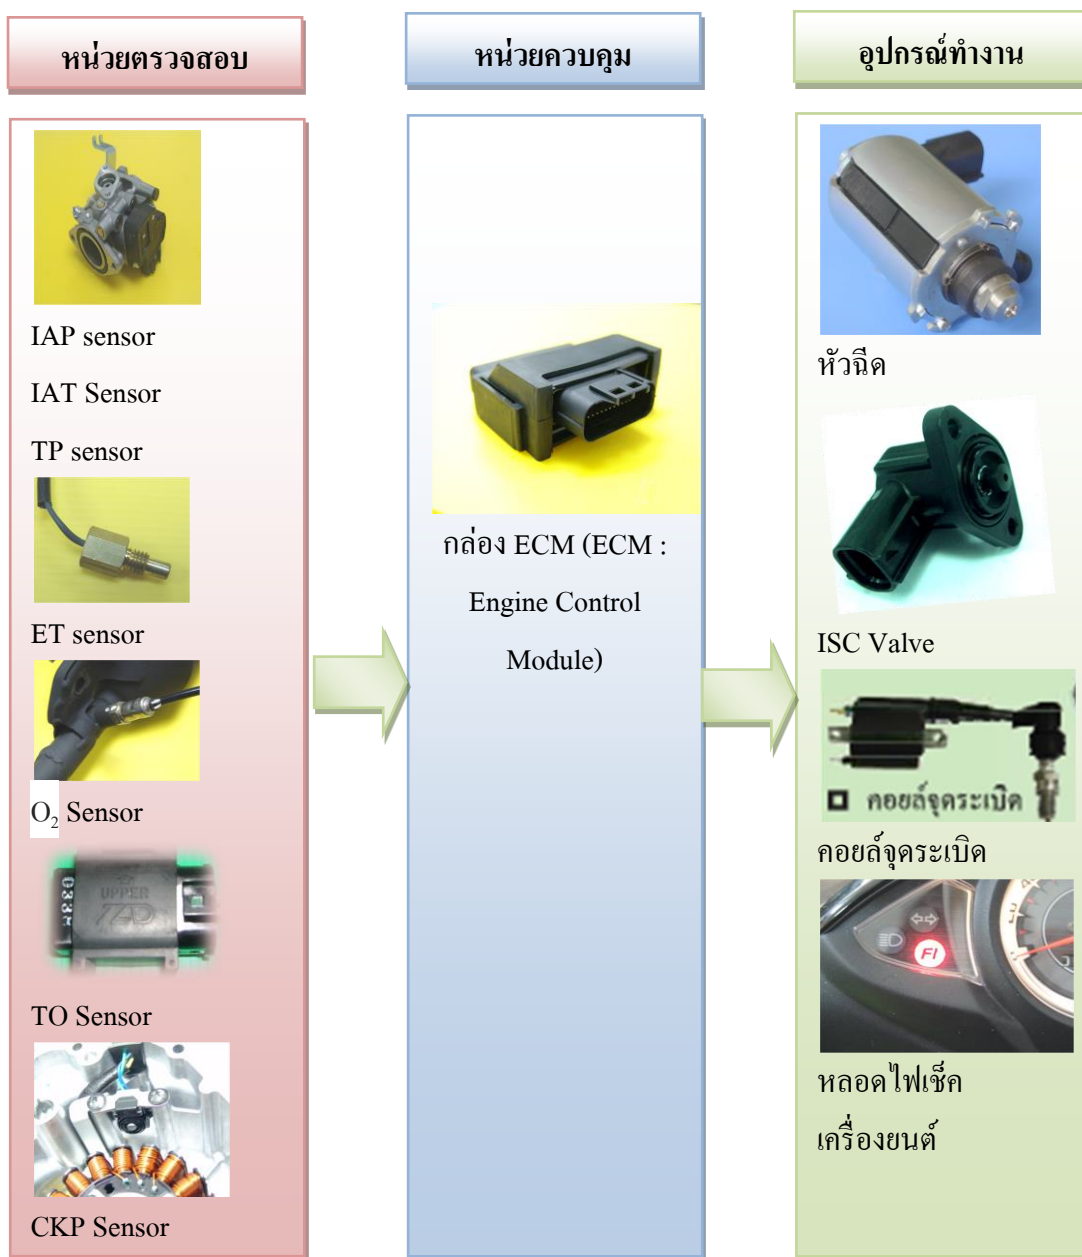 หน่วยตรวจสอบ
IAP sensor
IAT Sensor
TP sensor
ET sensor
O₂ Sensor
033
UPPER
TO Sensor
CKP Sensor
หน่วยควบคุม
กล่อง ECM (ECM :
Engine Control
Module)
อุปกรณ์ทำงาน
หัวฉีด
ISC Valve
คอยล์จุดระเบิด
คอยล์จุดระเบิด
FI
หลอดไฟเช็ค
เครื่องยนต์